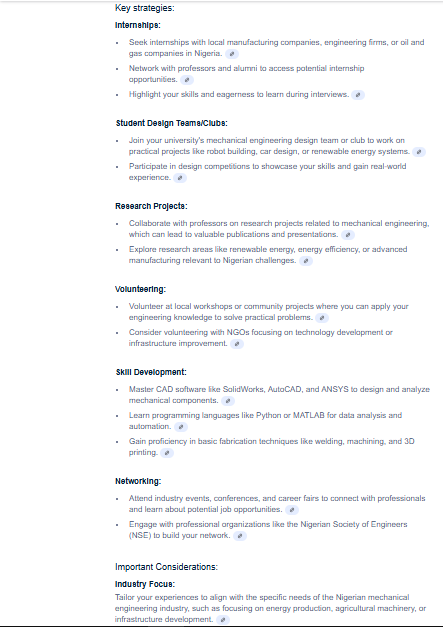 Key strategies:
Internships:
• Seek internships with local manufacturing companies, engineering firms, or oil and
gas companies in Nigeria.
• Network with professors and alumni to access potential internship
opportunities.
• Highlight your skills and eagerness to learn during interviews.
Student Design Teams/Clubs:
• Join your university's mechanical engineering design team or club to work on
practical projects like robot building, car design, or renewable energy systems.
• Participate in design competitions to showcase your skills and gain real-world
experience.
Research Projects:
• Collaborate with professors on research projects related to mechanical engineering,
which can lead to valuable publications and presentations.
• Explore research areas like renewable energy, energy efficiency, or advanced
manufacturing relevant to Nigerian challenges.
Volunteering:
• Volunteer at local workshops or community projects where you can apply your
engineering knowledge to solve practical problems.
• Consider volunteering with NGOs focusing on technology development or
infrastructure improvement.
Skill Development:
• Master CAD software like SolidWorks, AutoCAD, and ANSYS to design and analyze
mechanical components.
• Learn programming languages like Python or MATLAB for data analysis and
automation.
• Gain proficiency in basic fabrication techniques like welding, machining, and 3D
printing.
Networking:
• Attend industry events, conferences, and career fairs to connect with professionals
and learn about potential job opportunities.
• Engage with professional organizations like the Nigerian Society of Engineers
(NSE) to build your network.
Important Considerations:
Industry Focus:
Tailor your experiences to align with the specific needs of the Nigerian mechanical
engineering industry, such as focusing on energy production, agricultural machinery, or
infrastructure development.